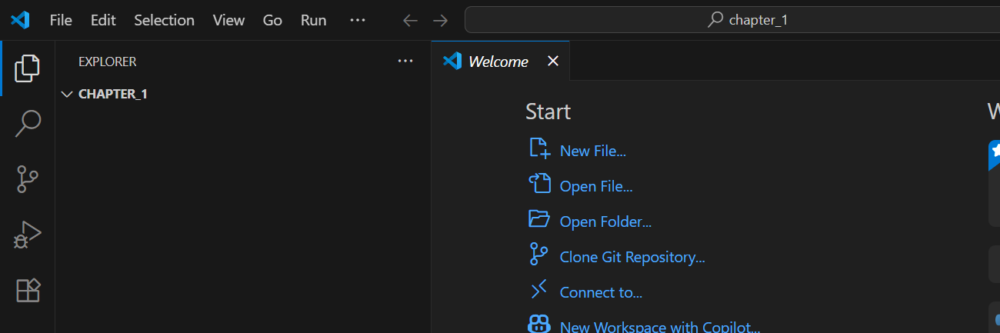 File Edit Selection View Go Run ··· chapter_1
EXPLORER ···
CHAPTER_1
Welcome
Start
New File...
Open File...
Open Folder...
Clone Git Repository...
Connect to...
New Workspace with Copilot...